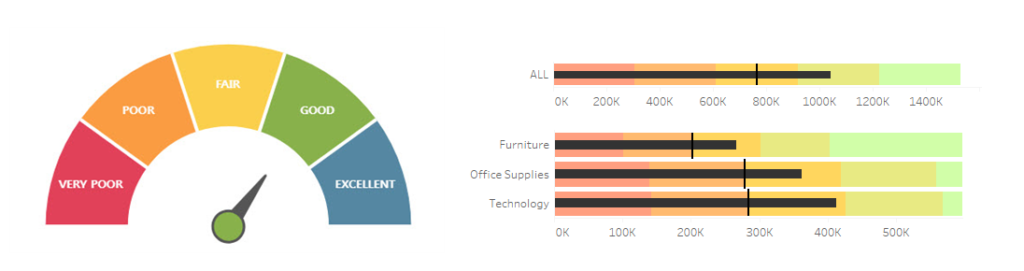 VERY POOR
POOR
FAIR
GOOD
EXCELLENT
ALL
0K 200K 400K 600K 800K 1000K 1200K 1400K
Furniture
Office Supplies
Technology
0K 100K 200K 300K 400K 500K